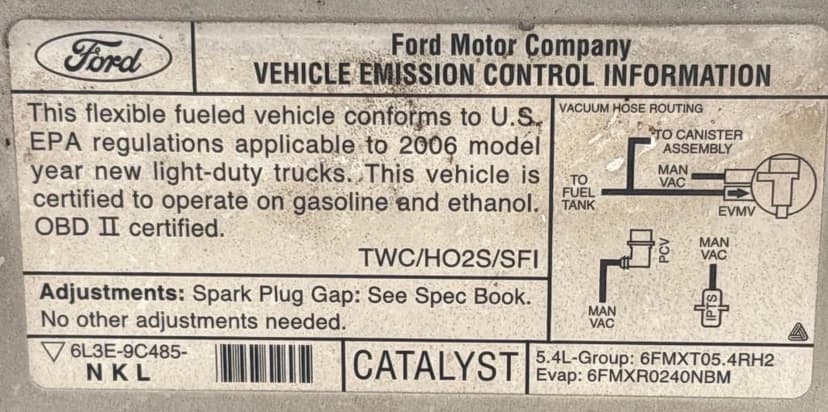 Ford
Ford Motor Company
VEHICLE EMISSION CONTROL INFORMATION
This flexible fueled vehicle conforms to U.S.
EPA regulations applicable to 2006 model
year new light-duty trucks. This vehicle is
certified to operate on gasoline and ethanol.
OBD II certified.
TWC/HO2S/SFI
VACUUM HOSE ROUTING
TO CANISTER
ASSEMBLY
MAN
VAC
TO
FUEL
TANK
EVMV
PCV
MAN
VAC
MAN
VAC
IPTS
Adjustments: Spark Plug Gap: See Spec Book.
No other adjustments needed.
6L3E-9C485-
NKL
CATALYST
5.4L-Group: 6FMXT05.4RH2
Evap: 6FMXR0240NBM